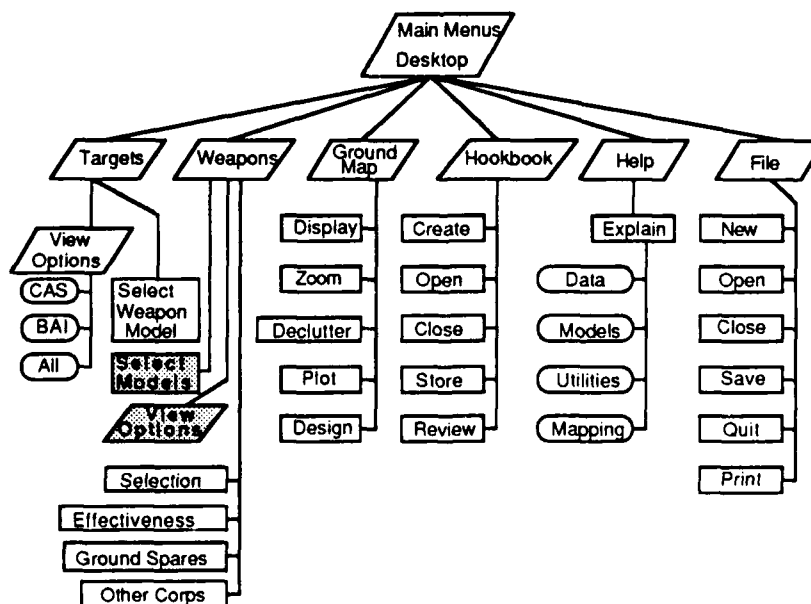 Main Menus
Desktop
Targets
Weapons
Ground
Map
Hookbook
Help
File
View
Options
CAS
BAI
All
Select
Weapon
Model
Select
Models
View
Options
Selection
Effectiveness
Ground Spares
Other Corps
Display
Zoom
Declutter
Plot
Design
Create
Open
Close
Store
Review
Explain
Data
Models
Utilities
Mapping
New
Open
Close
Save
Quit
Print